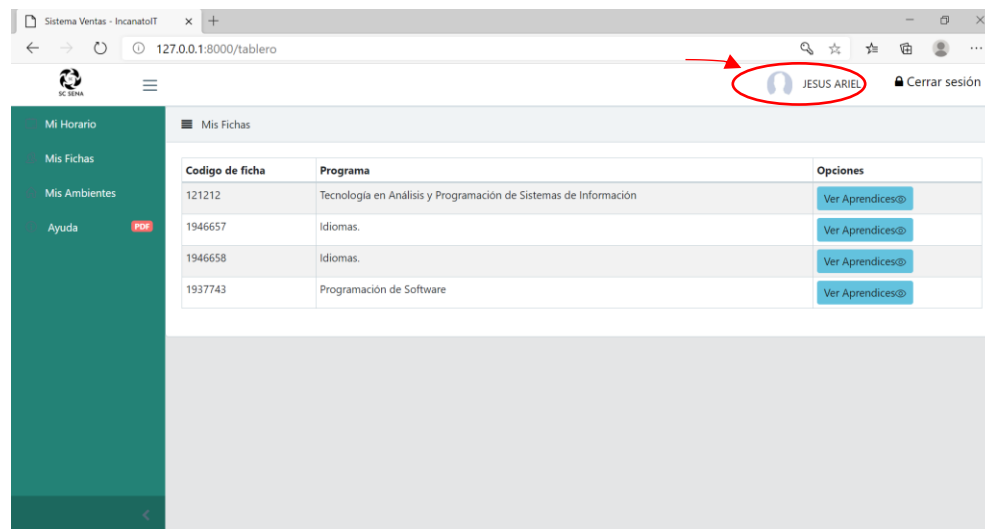 Sistema Ventas - IncanatoIT
127.0.0.1:8000/tablero
SC SENA
JESUS ARIEL
Cerrar sesión
Mi Horario
Mis Fichas
Mis Ambientes
Ayuda PDF
Mis Fichas
Codigo de ficha Programa Opciones
121212 Tecnología en Análisis y Programación de Sistemas de Información Ver Aprendices
1946657 Idiomas. Ver Aprendices
1946658 Idiomas. Ver Aprendices
1937743 Programación de Software Ver Aprendices